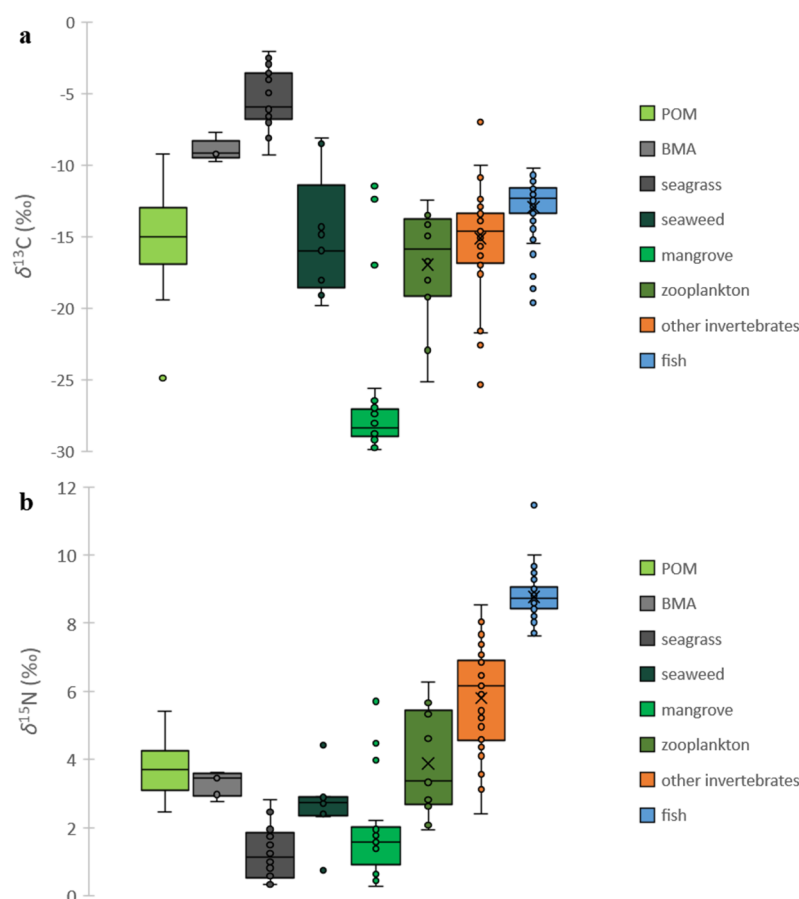 a
0
-5
-10
-15
-20
-25
-30
δ13C (‰)
POM
BMA
seagrass
seaweed
mangrove
zooplankton
other invertebrates
fish
b
12
10
8
6
4
2
0
δ15N (‰)
POM
BMA
seagrass
seaweed
mangrove
zooplankton
other invertebrates
fish